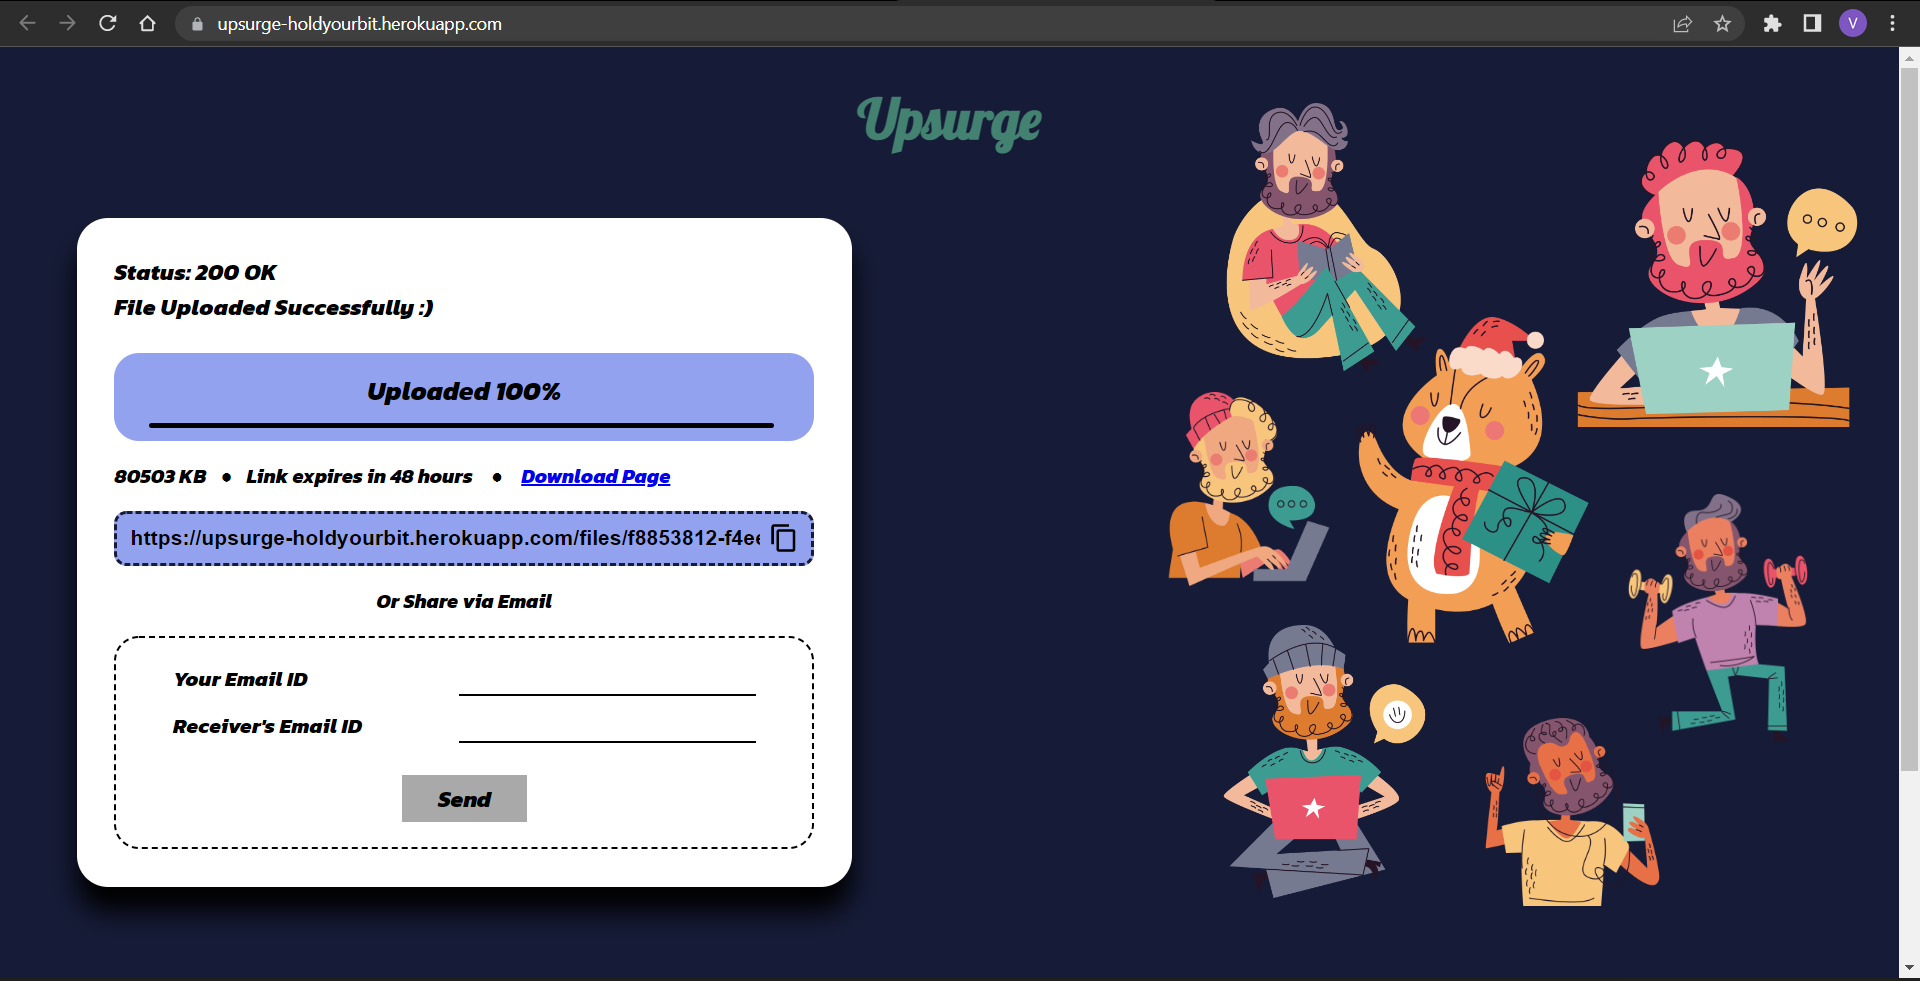 upsurge-holdyourbit.herokuapp.com
V
Upsurge
Status: 200 OK
File Uploaded Successfully :)
Uploaded 100%
80503 KB • Link expires in 48 hours • Download Page
https://upsurge-holdyourbit.herokuapp.com/files/f8853812-f4ee
Or Share via Email
Your Email ID
Receiver's Email ID
Send